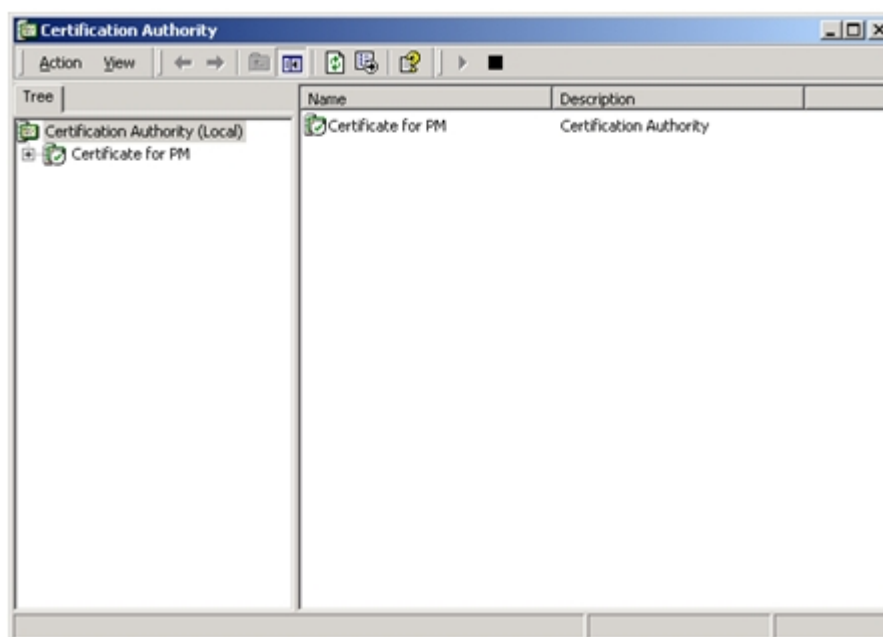 Certification Authority
Action View
Tree
Name Description
Certification Authority (Local)
Certificate for PM
Certificate for PM Certification Authority